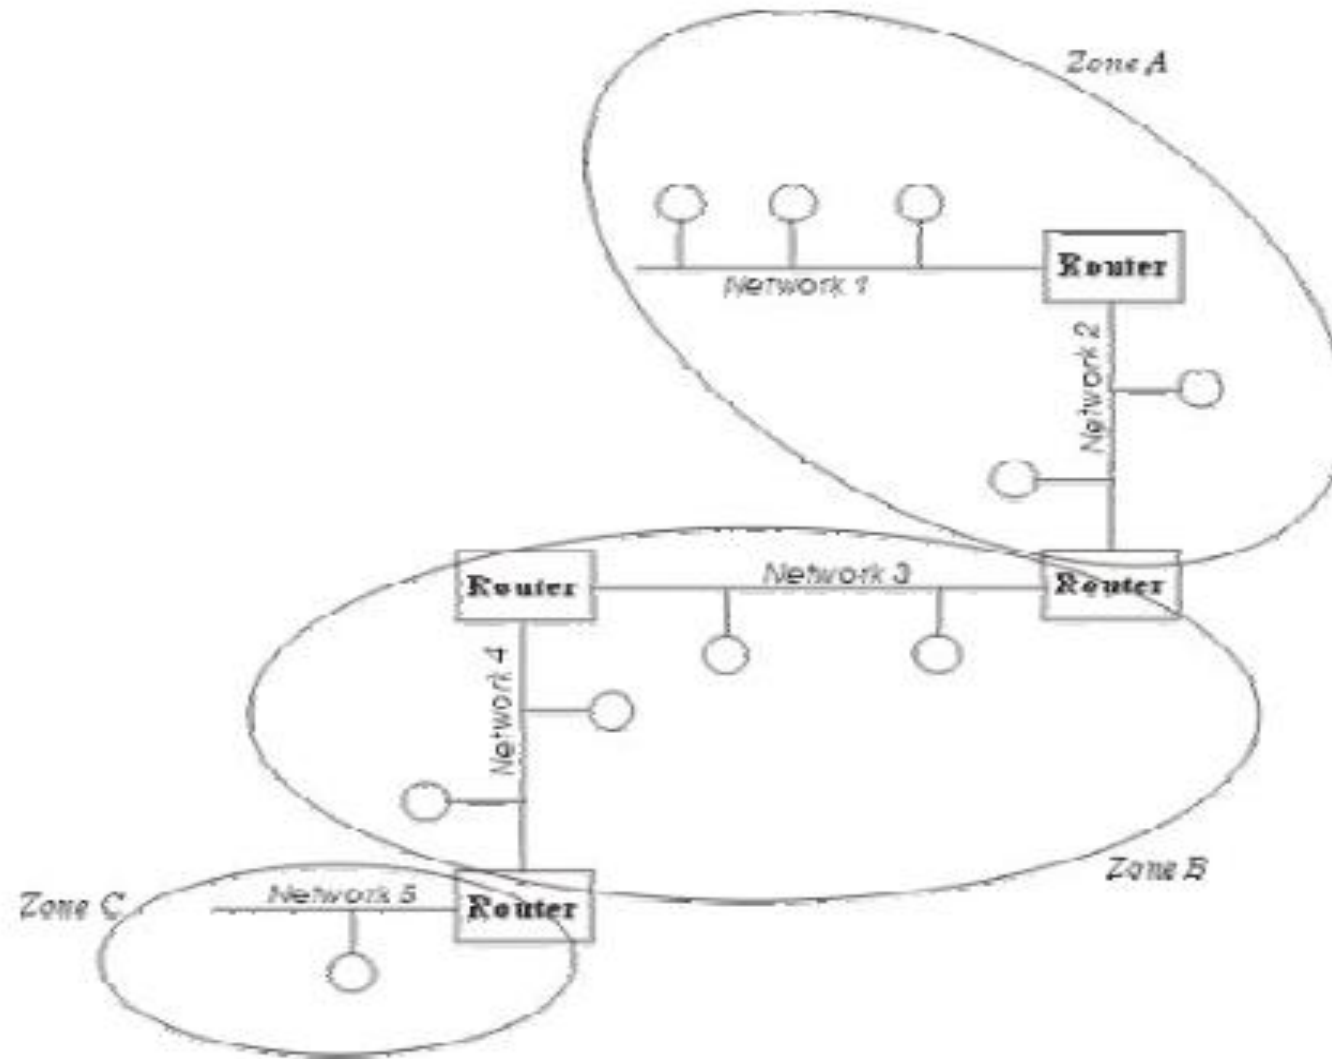 Zone A
Router
Network 1
Network 2
Router
Network 3
Router
Network 4
Zone B
Zone C
Network 5
Router